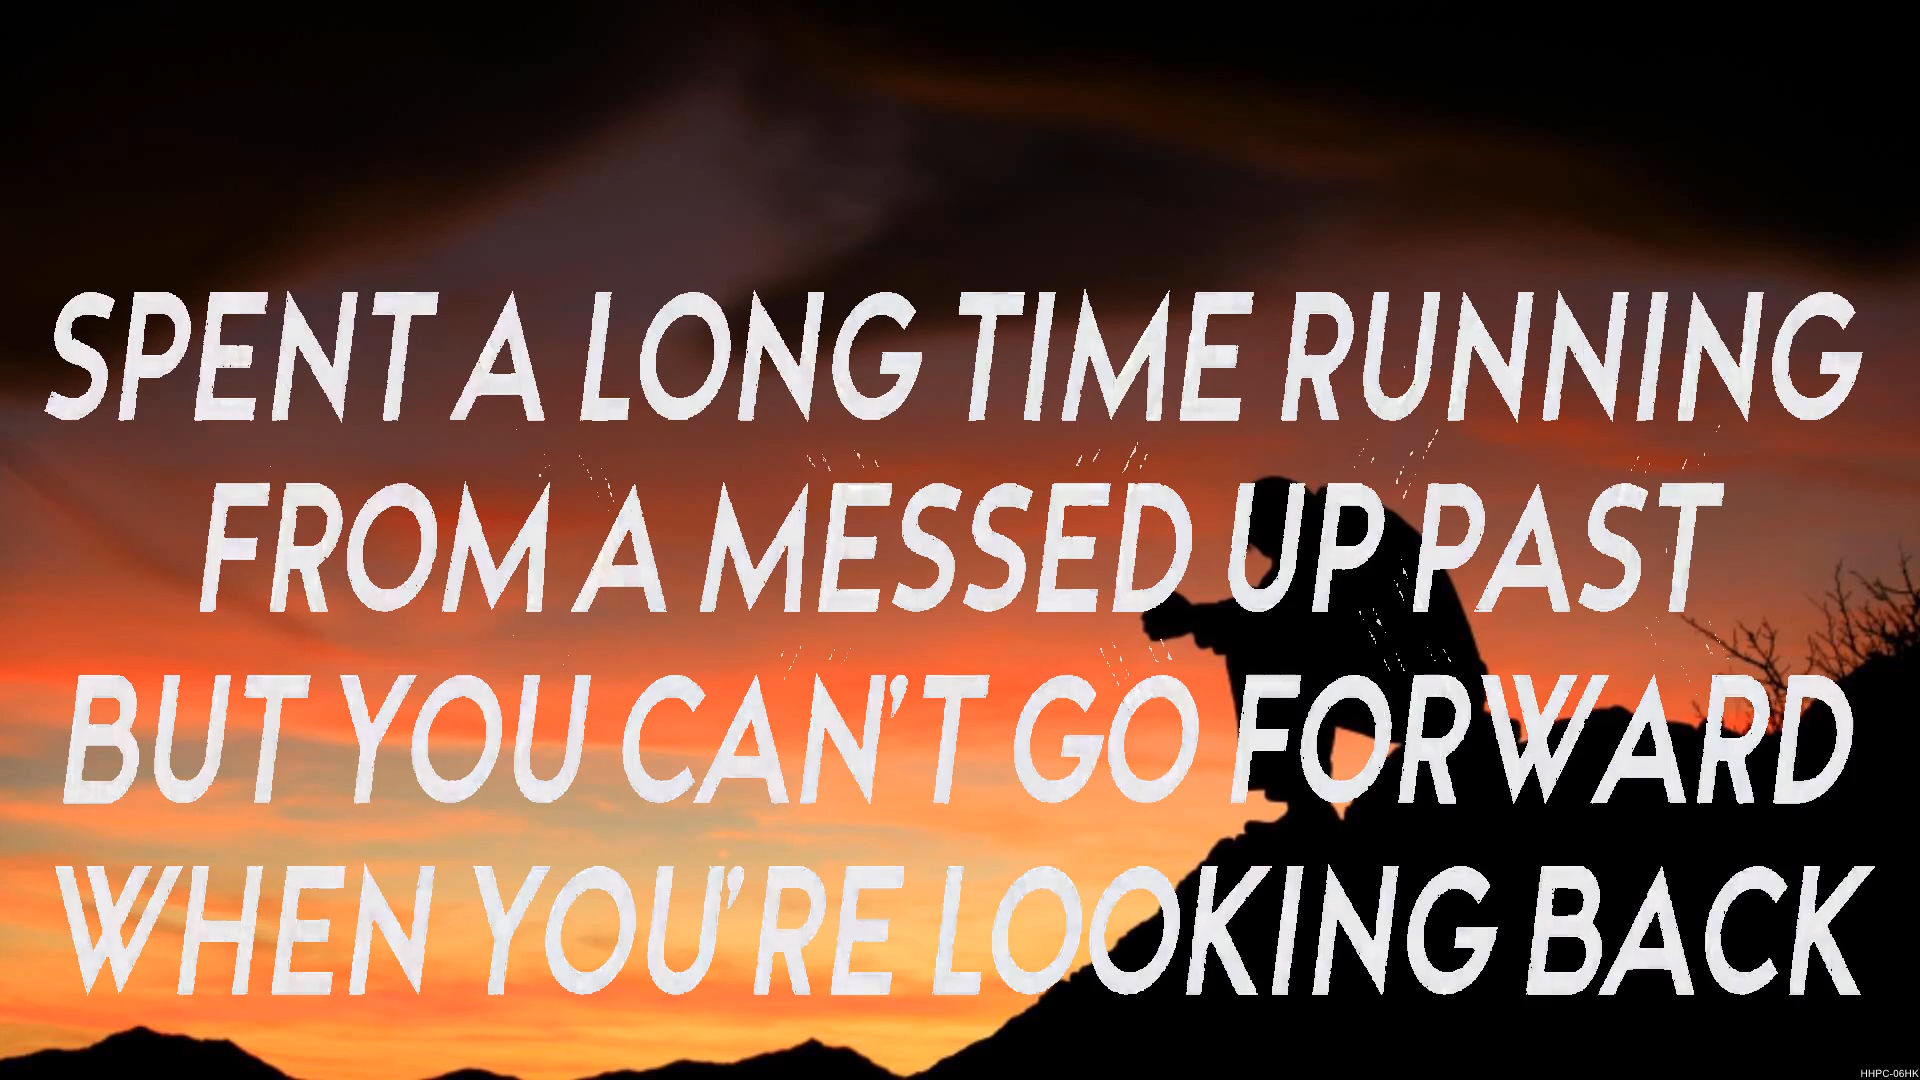 SPENT A LONG TIME RUNNING
FROM A MESSED UP PAST
BUT YOU CAN'T GO FORWARD
WHEN YOU'RE LOOKING BACK
HHPC-06HK